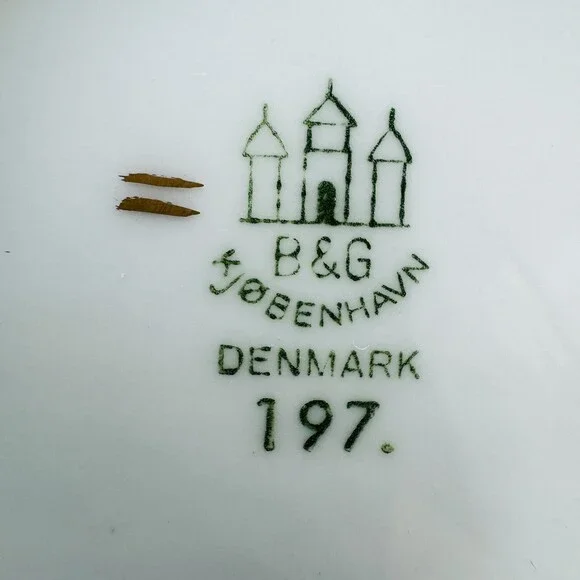 B&G
KJØBENHAVN
DENMARK
197.